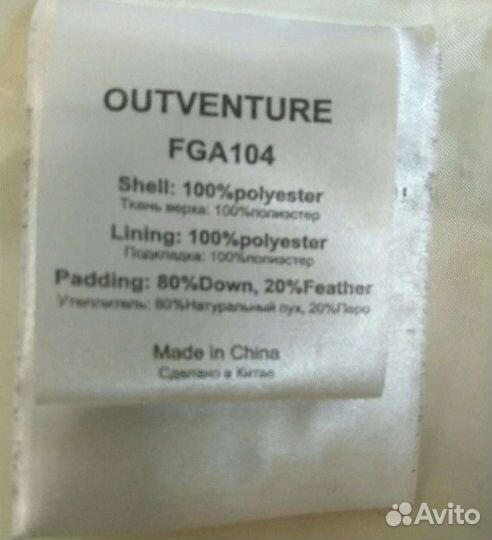 OUTVENTURE
FGA104
Shell: 100%polyester
Ткань верха: 100%полиэстер
Lining: 100%polyester
Подкладка: 100%полиэстер
Padding: 80%Down, 20%Feather
Утеплитель: 80%Натуральный пух, 20%Перо
Made in China
Сделано в Китае
Avito